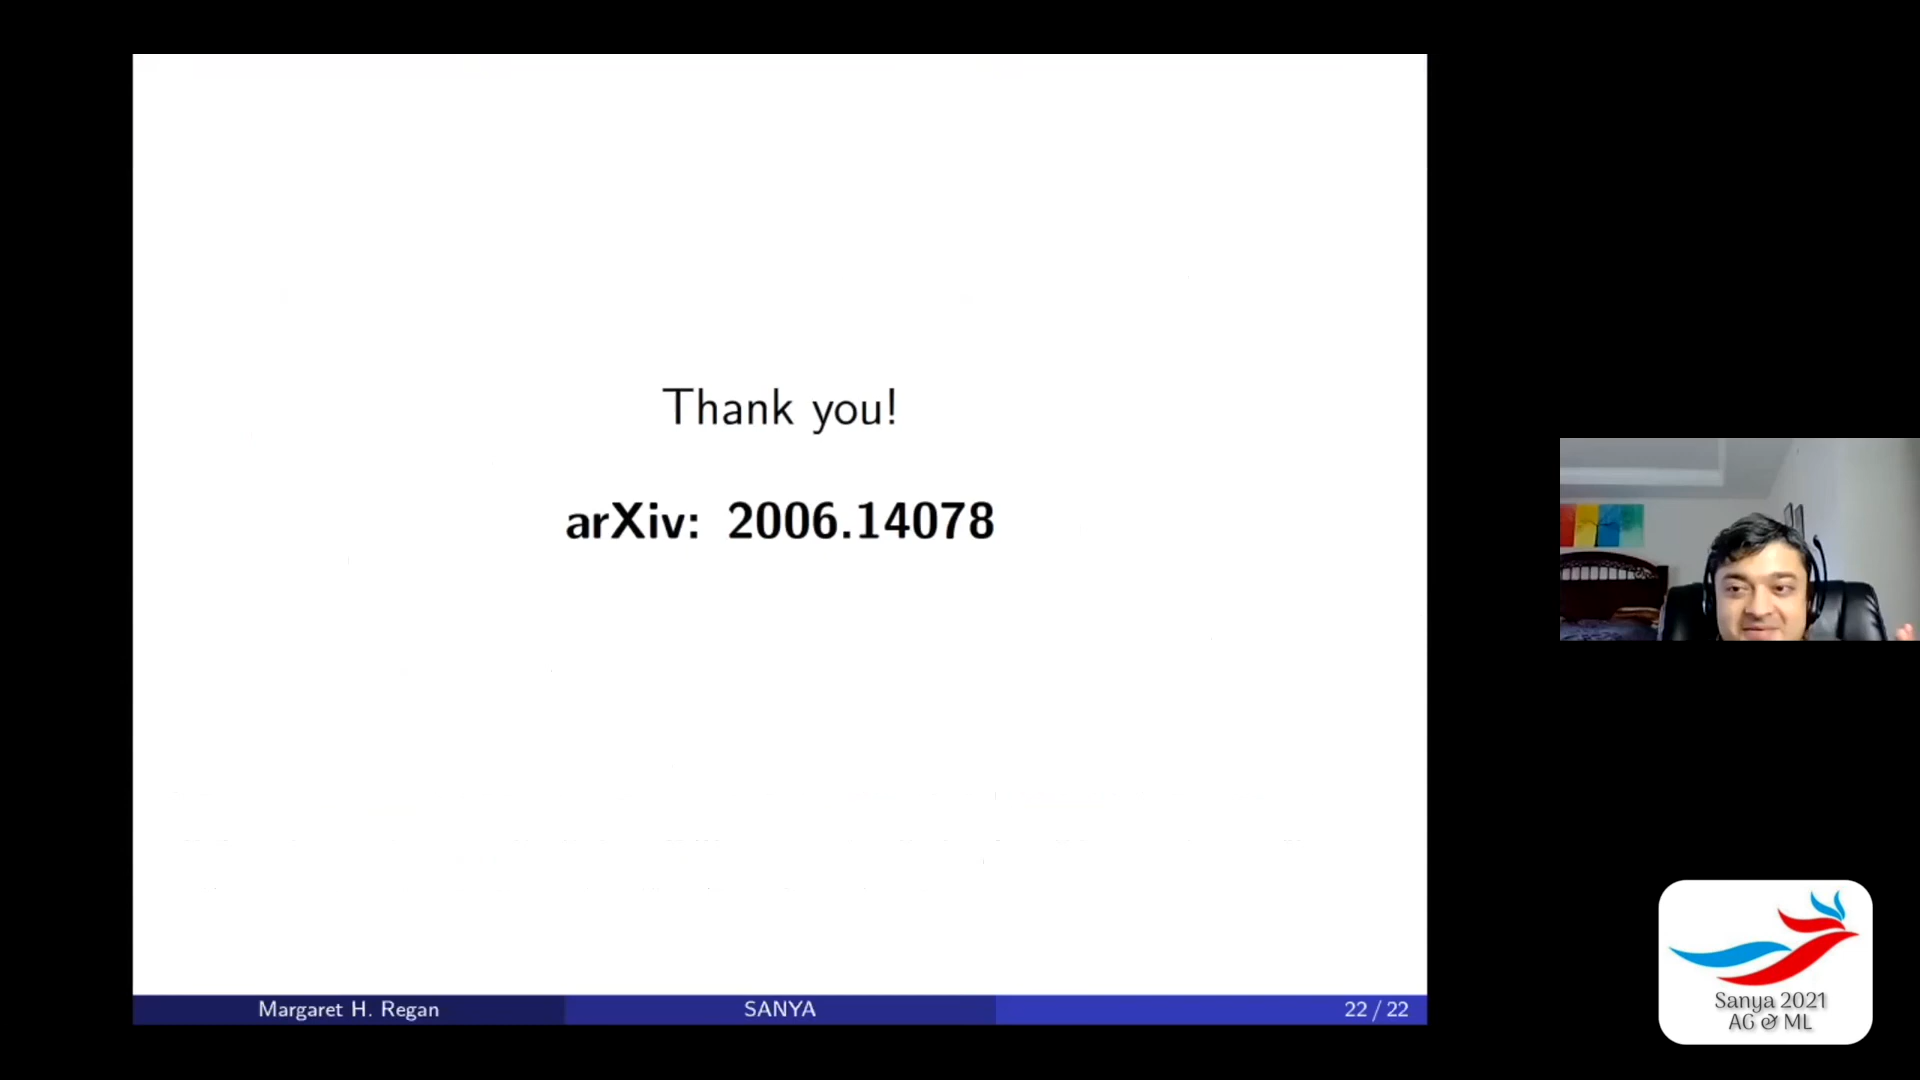 Thank you!
arXiv: 2006.14078
Margaret H. Regan
SANYA
22 / 22
Sanya 2021
AG & ML